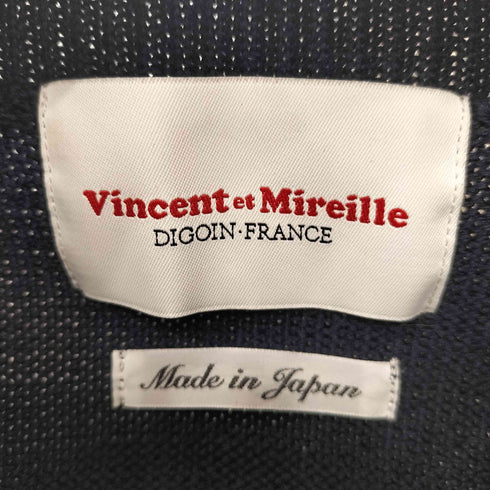 Vincent et Mireille
DIGOIN·FRANCE
Made in Japan